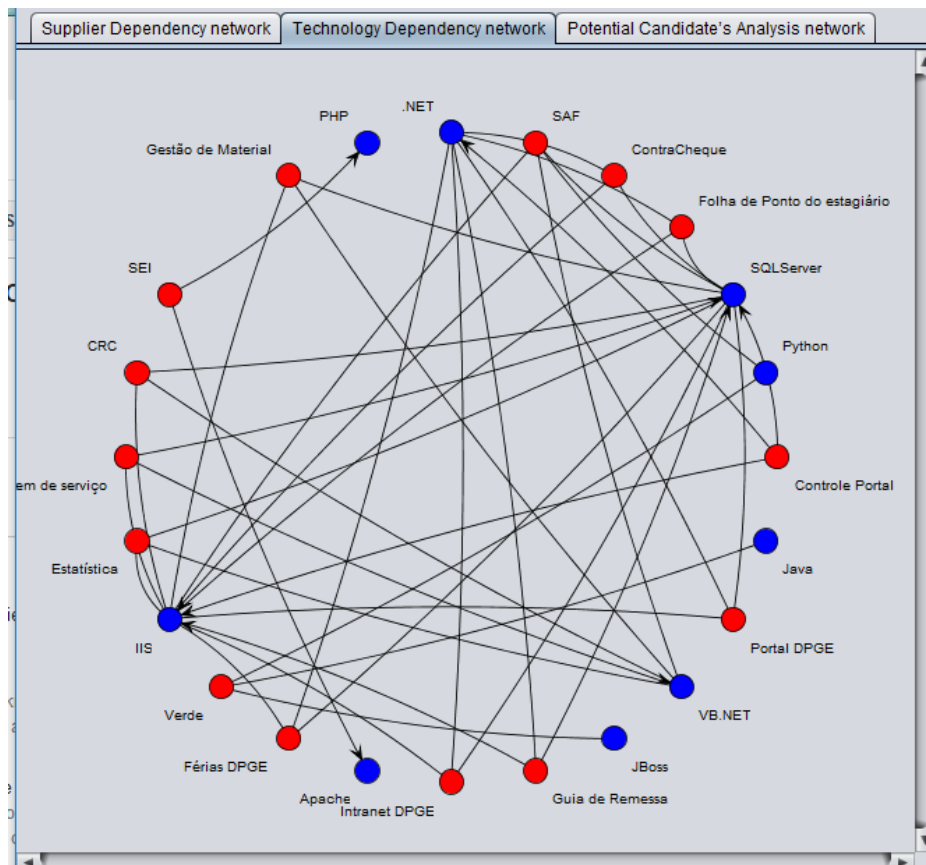 Supplier Dependency network
Technology Dependency network
Potential Candidate's Analysis network
.NET
SAF
PHP
ContraCheque
Gestão de Material
Folha de Ponto do estagiário
SEI
SQLServer
CRC
Python
em de serviço
Controle Portal
Estatística
Java
IIS
Portal DPGE
Verde
VB.NET
Férias DPGE
JBoss
Apache
Intranet DPGE
Guia de Remessa